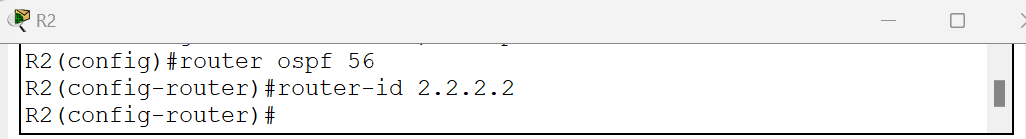 R2
R2(config)#router ospf 56
R2(config-router)#router-id 2.2.2.2
R2(config-router)#